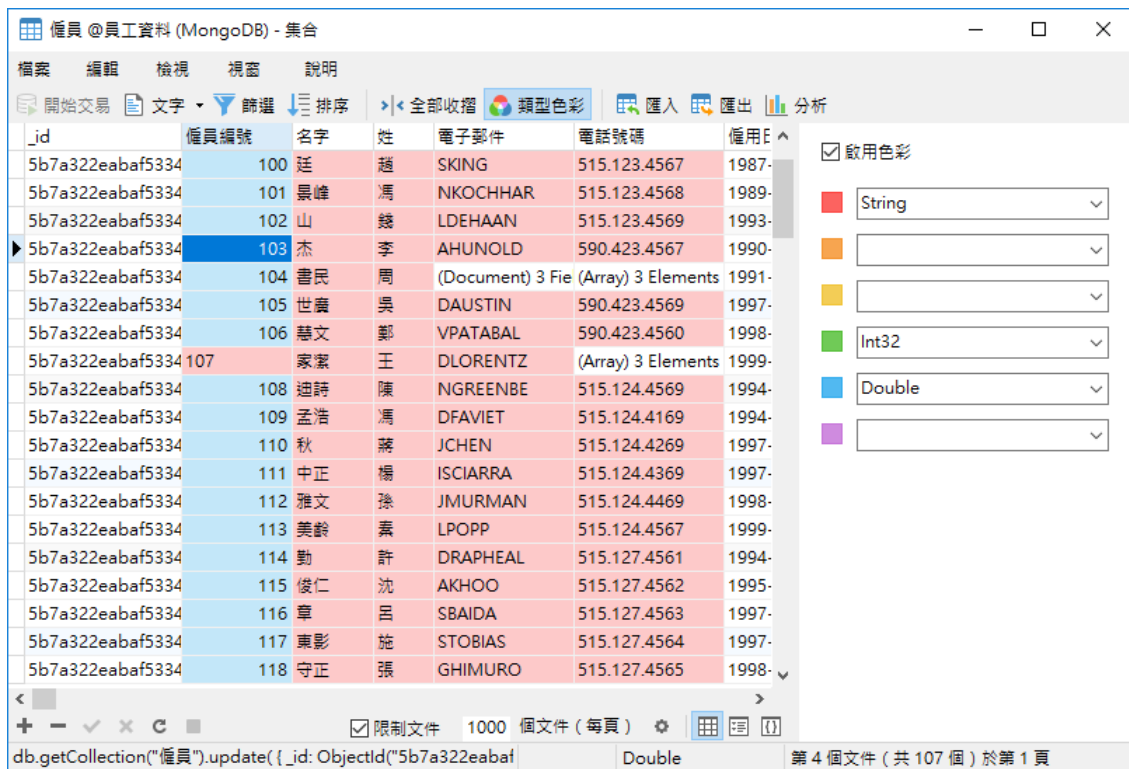 僱員 @員工資料 (MongoDB) - 集合
檔案 編輯 檢視 視窗 說明
開始交易 文字 篩選 排序 全部收摺 類型色彩 匯入 匯出 分析
_id 僱員編號 名字 姓 電子郵件 電話號碼 僱用日
5b7a322eabaf5334 100 廷 趙 SKING 515.123.4567 1987-
5b7a322eabaf5334 101 景峰 馮 NKOCHHAR 515.123.4568 1989-
5b7a322eabaf5334 102 山 錢 LDEHAAN 515.123.4569 1993-
5b7a322eabaf5334 103 杰 李 AHUNOLD 590.423.4567 1990-
5b7a322eabaf5334 104 書民 周 (Document) 3 Fie (Array) 3 Elements 1991-
5b7a322eabaf5334 105 世廣 吳 DAUSTIN 590.423.4569 1997-
5b7a322eabaf5334 106 慧文 鄭 VPATABAL 590.423.4560 1998-
5b7a322eabaf5334 107 家潔 王 DLORENTZ (Array) 3 Elements 1999-
5b7a322eabaf5334 108 迪詩 陳 NGREENBE 515.124.4569 1994-
5b7a322eabaf5334 109 孟浩 馮 DFAVIET 515.124.4169 1994-
5b7a322eabaf5334 110 秋 蔣 JCHEN 515.124.4269 1997-
5b7a322eabaf5334 111 中正 楊 ISCIARRA 515.124.4369 1997-
5b7a322eabaf5334 112 雅文 孫 JMURMAN 515.124.4469 1998-
5b7a322eabaf5334 113 美齡 LPOPP 515.124.4567 1999-
5b7a322eabaf5334 114 勤 許 DRAPHEAL 515.127.4561 1994-
5b7a322eabaf5334 115 俊仁 沈 AKHOO 515.127.4562 1995-
5b7a322eabaf5334 116 章 呂 SBAIDA 515.127.4563 1997-
5b7a322eabaf5334 117 東影 施 STOBIAS 515.127.4564 1997-
5b7a322eabaf5334 118 守正 張 GHIMURO 515.127.4565 1998-
啟用色彩
String
Int32
Double
限制文件 1000 個文件 ( 每頁 )
db.getCollection("僱員").update( { _id: ObjectId("5b7a322eabaf Double 第 4 個文件 ( 共 107 個 ) 於第 1 頁